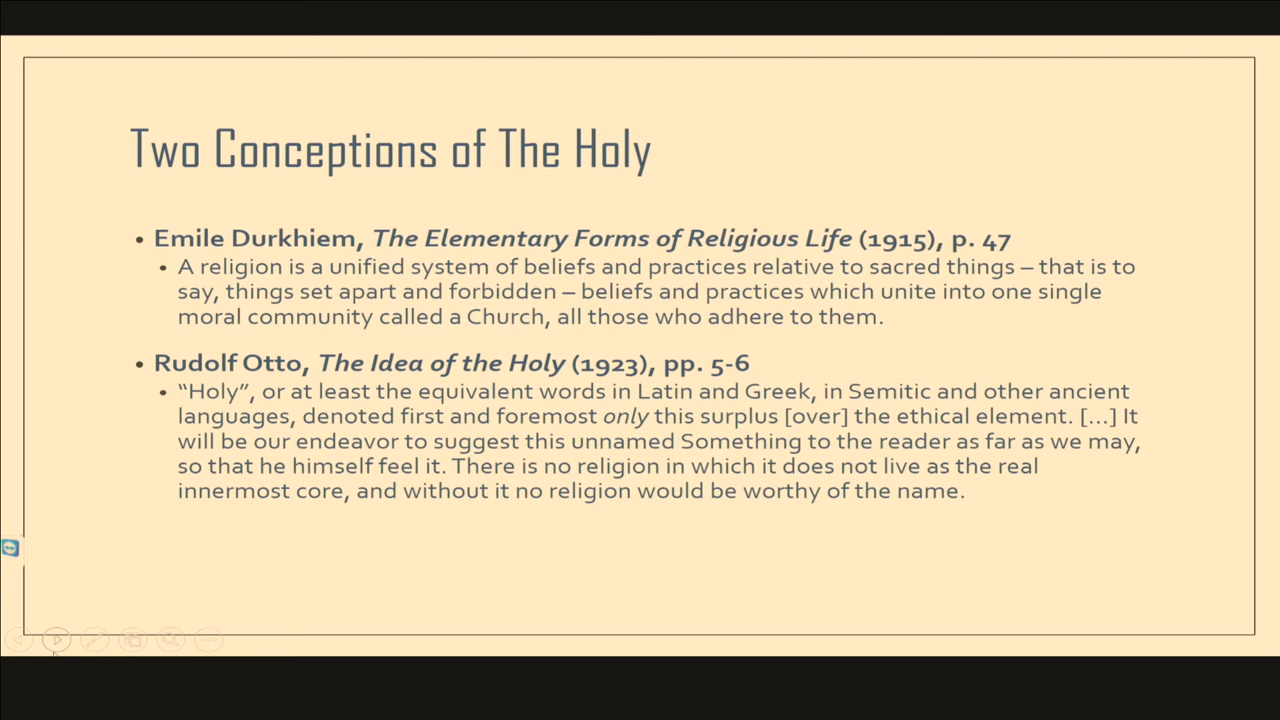 Two Conceptions of The Holy
• Emile Durkhiem, The Elementary Forms of Religious Life (1915), p. 47
• A religion is a unified system of beliefs and practices relative to sacred things – that is to
say, things set apart and forbidden – beliefs and practices which unite into one single
moral community called a Church, all those who adhere to them.
• Rudolf Otto, The Idea of the Holy (1923), pp. 5-6
• “Holy”, or at least the equivalent words in Latin and Greek, in Semitic and other ancient
languages, denoted first and foremost only this surplus [over] the ethical element. […] It
will be our endeavor to suggest this unnamed Something to the reader as far as we may,
so that he himself feel it. There is no religion in which it does not live as the real
innermost core, and without it no religion would be worthy of the name.